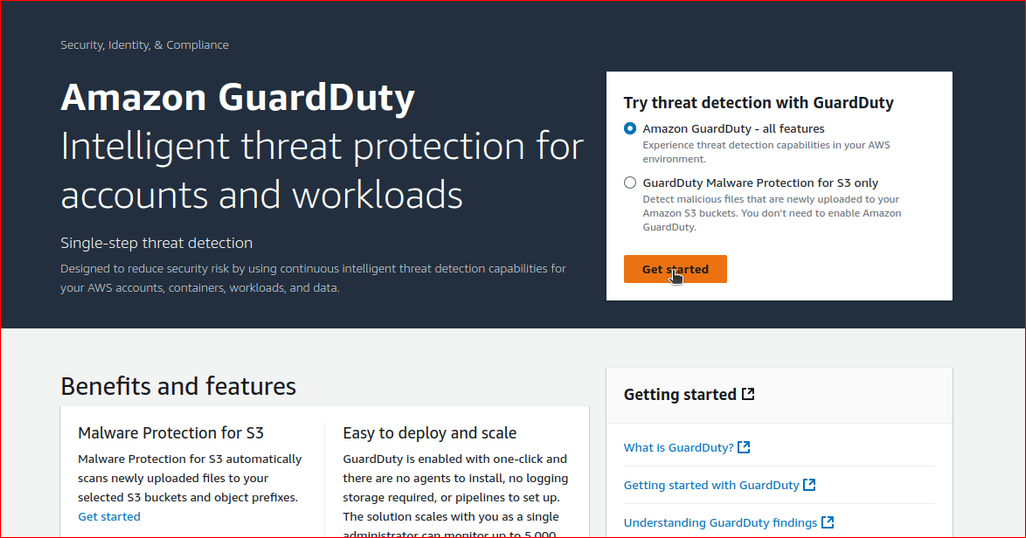 Security, Identity, & Compliance
Amazon GuardDuty
Intelligent threat protection for
accounts and workloads
Single-step threat detection
Designed to reduce security risk by using continuous intelligent threat detection capabilities for
your AWS accounts, containers, workloads, and data.
Try threat detection with GuardDuty
Amazon GuardDuty - all features
Experience threat detection capabilities in your AWS
environment.
GuardDuty Malware Protection for S3 only
Detect malicious files that are newly uploaded to your
Amazon S3 buckets. You don't need to enable Amazon
GuardDuty.
Get started
Benefits and features
Malware Protection for S3
Malware Protection for S3 automatically
scans newly uploaded files to your
selected S3 buckets and object prefixes.
Get started
Easy to deploy and scale
GuardDuty is enabled with one-click and
there are no agents to install, no logging
storage required, or pipelines to set up.
The solution scales with you as a single
administrator can monitor up to 5,000
Getting started
What is GuardDuty?
Getting started with GuardDuty
Understanding GuardDuty findings